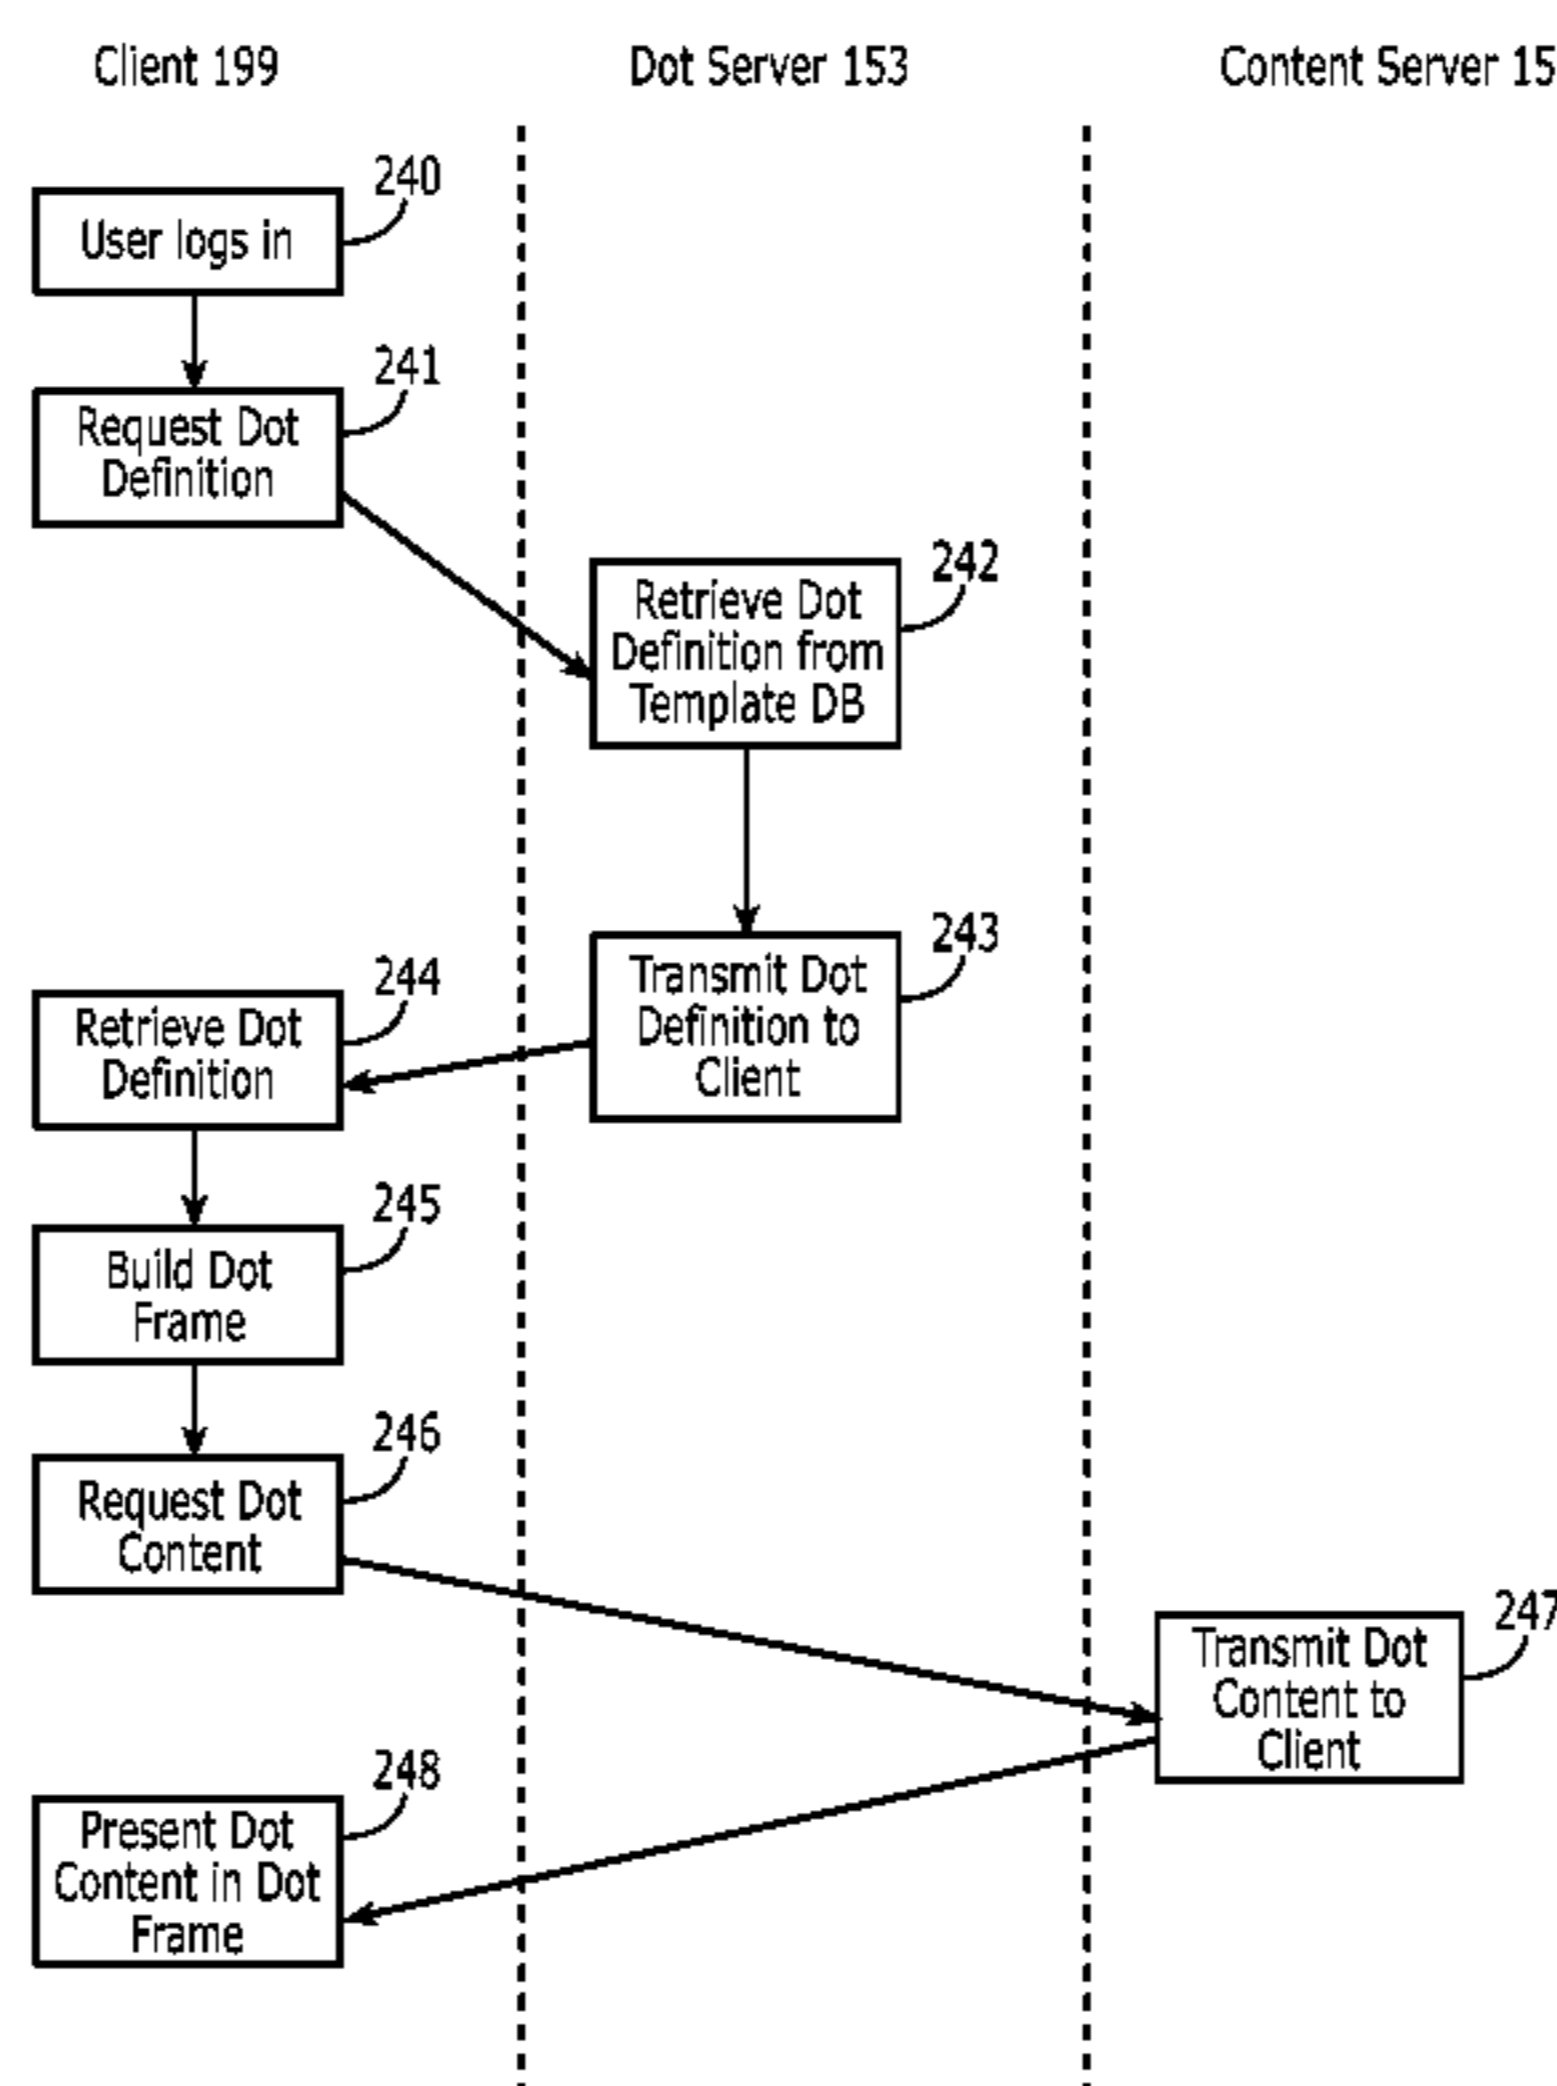 Client 199
Dot Server 153
Content Server 15
240
User logs in
241
Request Dot
Definition
242
Retrieve Dot
Definition from
Template DB
243
Transmit Dot
Definition to
Client
244
Retrieve Dot
Definition
245
Build Dot
Frame
246
Request Dot
Content
247
Transmit Dot
Content to
Client
248
Present Dot
Content in Dot
Frame